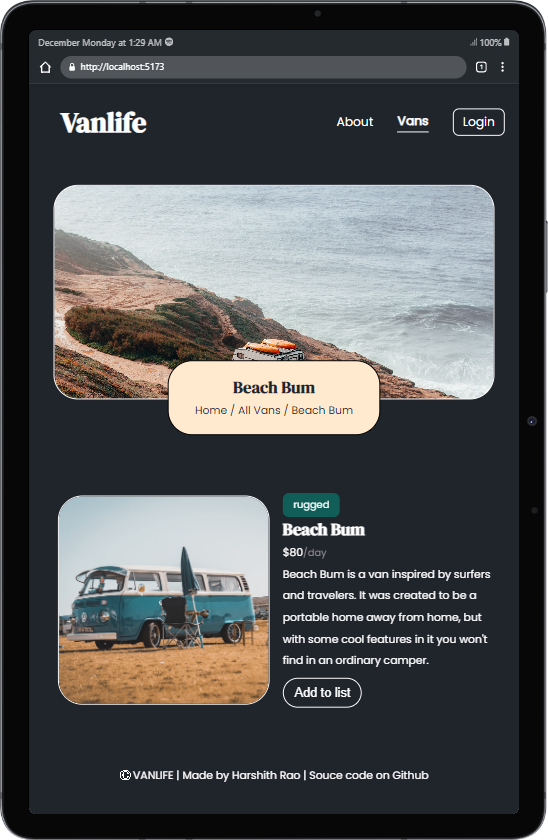 December Monday at 1:29 AM
100%
http://localhost:5173
1
Vanlife
About Vans Login
Beach Bum
Home / All Vans / Beach Bum
rugged
Beach Bum
$80/day
Beach Bum is a van inspired by surfers
and travelers. It was created to be a
portable home away from home, but
with some cool features in it you won't
find in an ordinary camper.
Add to list
© VANLIFE | Made by Harshith Rao | Souce code on Github